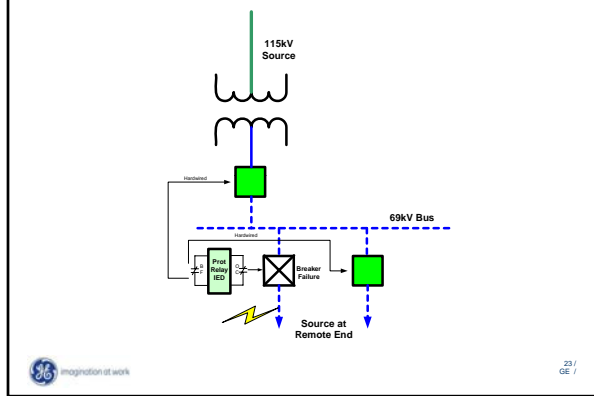 115kV
Source
Hardwired
69kV Bus
Hardwired
B
F
Prot
Relay
IED
O
C
Breaker
Failure
Source at
Remote End
GE imagination at work
23 /
GE /